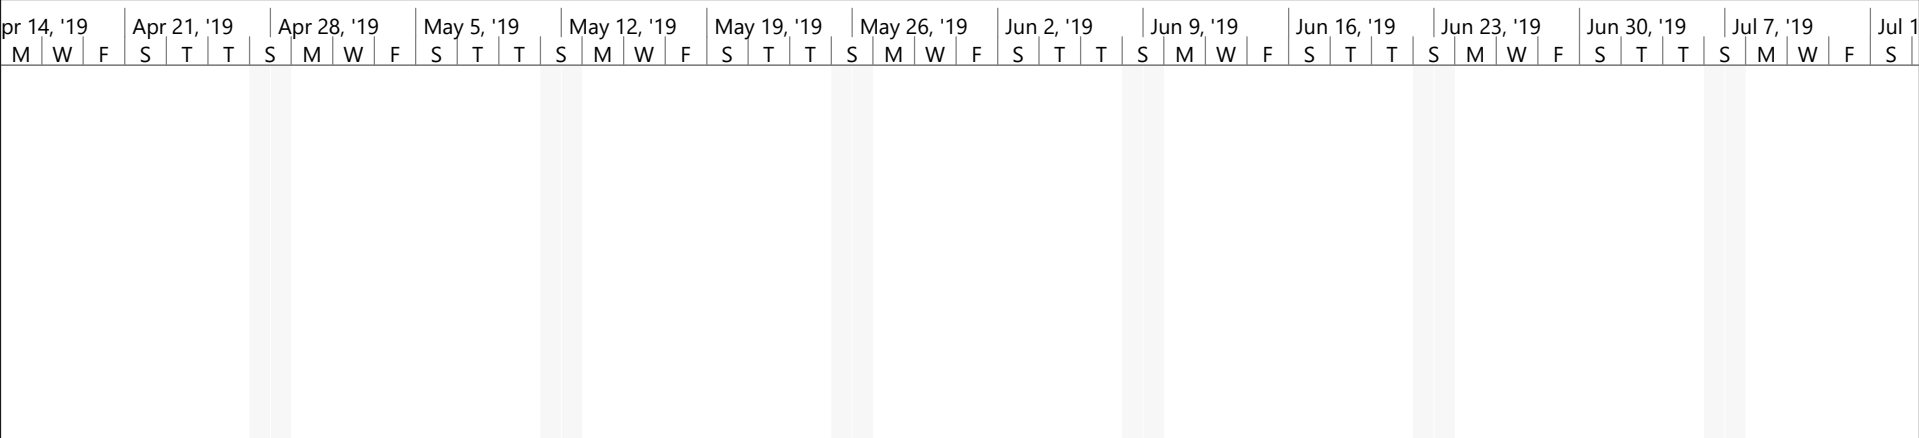 pr 14, '19 Apr 21, '19 Apr 28, '19 May 5, '19 May 12, '19 May 19, '19 May 26, '19 Jun 2, '19 Jun 9, '19 Jun 16, '19 Jun 23, '19 Jun 30, '19 Jul 7, '19 Jul 1
M W F S T T S M W F S T T S M W F S T T S M W F S T T S M W F S T T S M W F S T T S M W F S